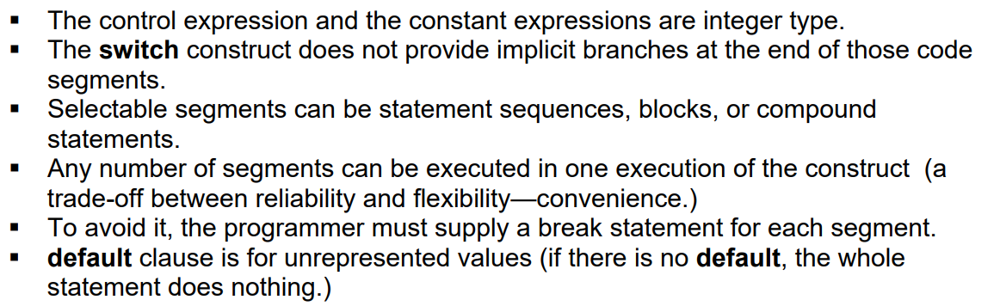 ▪ The control expression and the constant expressions are integer type.
▪ The switch construct does not provide implicit branches at the end of those code
segments.
▪ Selectable segments can be statement sequences, blocks, or compound
statements.
▪ Any number of segments can be executed in one execution of the construct (a
trade-off between reliability and flexibility—convenience.)
▪ To avoid it, the programmer must supply a break statement for each segment.
▪ default clause is for unrepresented values (if there is no default, the whole
statement does nothing.)